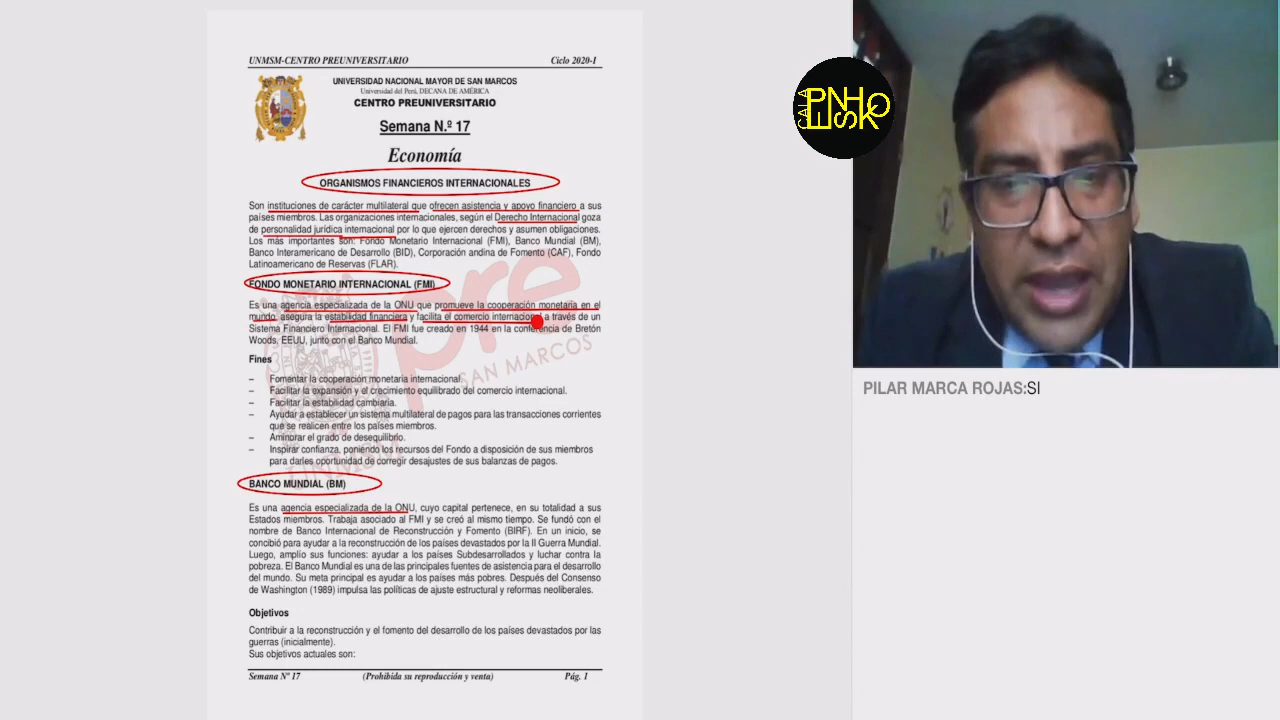 UNMSM-CENTRO PREUNIVERSITARIO Ciclo 2020-I
UNIVERSIDAD NACIONAL MAYOR DE SAN MARCOS
Universidad del Perú, DECANA DE AMÉRICA
CENTRO PREUNIVERSITARIO
Semana N.º 17
Economía
ORGANISMOS FINANCIEROS INTERNACIONALES
Son instituciones de carácter multilateral que ofrecen asistencia y apoyo financiero a sus
países miembros. Las organizaciones internacionales, según el Derecho Internacional goza
de personalidad jurídica internacional por lo que ejercen derechos y asumen obligaciones.
Los más importantes son: Fondo Monetario Internacional (FMI), Banco Mundial (BM),
Banco Interamericano de Desarrollo (BID), Corporación andina de Fomento (CAF), Fondo
Latinoamericano de Reservas (FLAR).
FONDO MONETARIO INTERNACIONAL (FMI)
Es una agencia especializada de la ONU que promueve la cooperación monetaria en el
mundo, asegura la estabilidad financiera y facilita el comercio internacional a través de un
Sistema Financiero Internacional. El FMI fue creado en 1944 en la conferencia de Bretón
Woods, EEUU, junto con el Banco Mundial.
Fines
– Fomentar la cooperación monetaria internacional.
– Facilitar la expansión y el crecimiento equilibrado del comercio internacional.
– Facilitar la estabilidad cambiaria.
– Ayudar a establecer un sistema multilateral de pagos para las transacciones corrientes
que se realicen entre los países miembros.
– Aminorar el grado de desequilibrio.
– Inspirar confianza, poniendo los recursos del Fondo a disposición de sus miembros
para darles oportunidad de corregir desajustes de sus balanzas de pagos.
BANCO MUNDIAL (BM)
Es una agencia especializada de la ONU, cuyo capital pertenece, en su totalidad a sus
Estados miembros. Trabaja asociado al FMI y se creó al mismo tiempo. Se fundó con el
nombre de Banco Internacional de Reconstrucción y Fomento (BIRF). En un inicio, se
concibió para ayudar a la reconstrucción de los países devastados por la II Guerra Mundial.
Luego, amplío sus funciones: ayudar a los países Subdesarrollados y luchar contra la
pobreza. El Banco Mundial es una de las principales fuentes de asistencia para el desarrollo
del mundo. Su meta principal es ayudar a los países más pobres. Después del Consenso
de Washington (1989) impulsa las políticas de ajuste estructural y reformas neoliberales.
Objetivos
Contribuir a la reconstrucción y el fomento del desarrollo de los países devastados por las
guerras (inicialmente).
Sus objetivos actuales son:
Semana Nº 17 (Prohibida su reproducción y venta) Pág. 1
pre
SAN MARCOS
UNMSM
PILAR MARCA ROJAS:SI